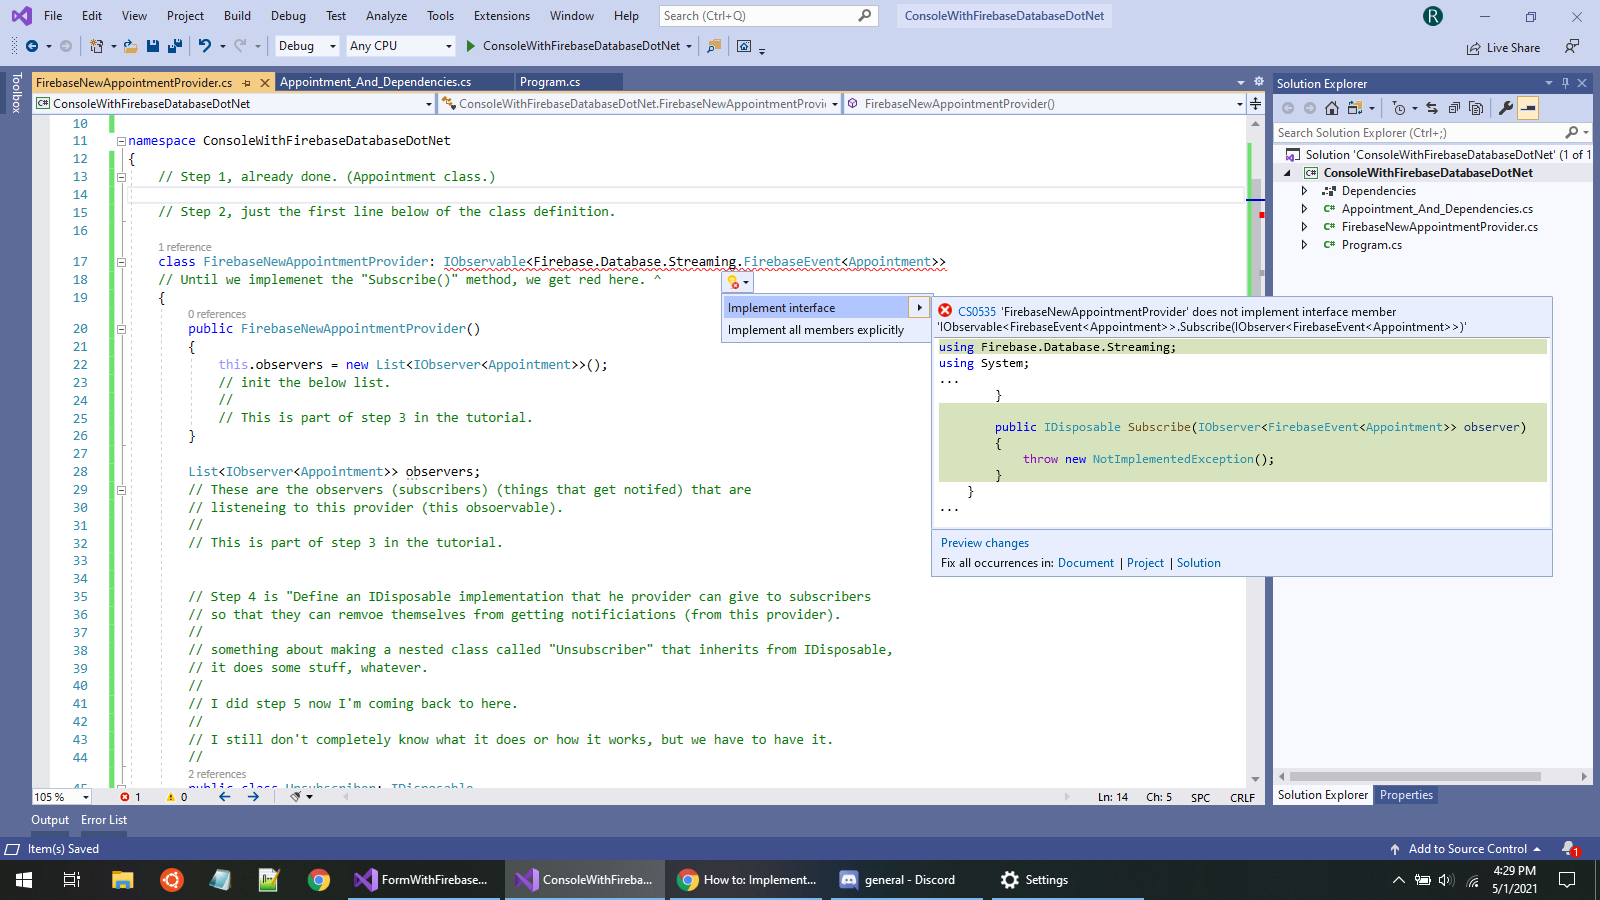 File Edit View Project Build Debug Test Analyze Tools Extensions Window Help Search (Ctrl+Q) ConsoleWithFirebaseDatabaseDotNet R
Debug Any CPU ConsoleWithFirebaseDatabaseDotNet Live Share
Toolbox
FirebaseNewAppointmentProvider.cs Appointment_And_Dependencies.cs Program.cs
C# ConsoleWithFirebaseDatabaseDotNet ConsoleWithFirebaseDatabaseDotNet.FirebaseNewAppointmentProvi FirebaseNewAppointmentProvider()
10
11 namespace ConsoleWithFirebaseDatabaseDotNet
12 {
13 // Step 1, already done. (Appointment class.)
14
15 // Step 2, just the first line below of the class definition.
16
1 reference
17 class FirebaseNewAppointmentProvider: IObservable<Firebase.Database.Streaming.FirebaseEvent<Appointment>>
18 // Until we implemenet the "Subscribe()" method, we get red here. ^
19 {
0 references
20 public FirebaseNewAppointmentProvider()
21 {
22 this.observers = new List<IObserver<Appointment>>();
23 // init the below list.
24 //
25 // This is part of step 3 in the tutorial.
26 }
27
28 List<IObserver<Appointment>> observers;
29 // These are the observers (subscribers) (things that get notifed) that are
30 // listeneing to this provider (this obsoervable).
31 //
32 // This is part of step 3 in the tutorial.
33
34
35 // Step 4 is "Define an IDisposable implementation that he provider can give to subscribers
36 // so that they can remvoe themselves from getting notificiations (from this provider).
37 //
38 // something about making a nested class called "Unsubscriber" that inherits from IDisposable,
39 // it does some stuff, whatever.
40 //
41 // I did step 5 now I'm coming back to here.
42 //
43 // I still don't completely know what it does or how it works, but we have to have it.
44 //
2 references
45 public class Unsubscriber: IDisposable
Implement interface
Implement all members explicitly
CS0535 'FirebaseNewAppointmentProvider' does not implement interface member
'IObservable<FirebaseEvent<Appointment>>.Subscribe(IObserver<FirebaseEvent<Appointment>>)'
using Firebase.Database.Streaming;
using System;
...
}
public IDisposable Subscribe(IObserver<FirebaseEvent<Appointment>> observer)
{
throw new NotImplementedException();
}
}
...
Preview changes
Fix all occurrences in: Document | Project | Solution
Solution Explorer
Search Solution Explorer (Ctrl+;)
Solution 'ConsoleWithFirebaseDatabaseDotNet' (1 of 1
C# ConsoleWithFirebaseDatabaseDotNet
Dependencies
C# Appointment_And_Dependencies.cs
C# FirebaseNewAppointmentProvider.cs
C# Program.cs
Solution Explorer Properties
105 % 1 0 Ln: 14 Ch: 5 SPC CRLF
Output Error List
Item(s) Saved Add to Source Control 1
FormWithFirebase... ConsoleWithFireba... How to: Implement... general - Discord Settings
4:29 PM
5/1/2021